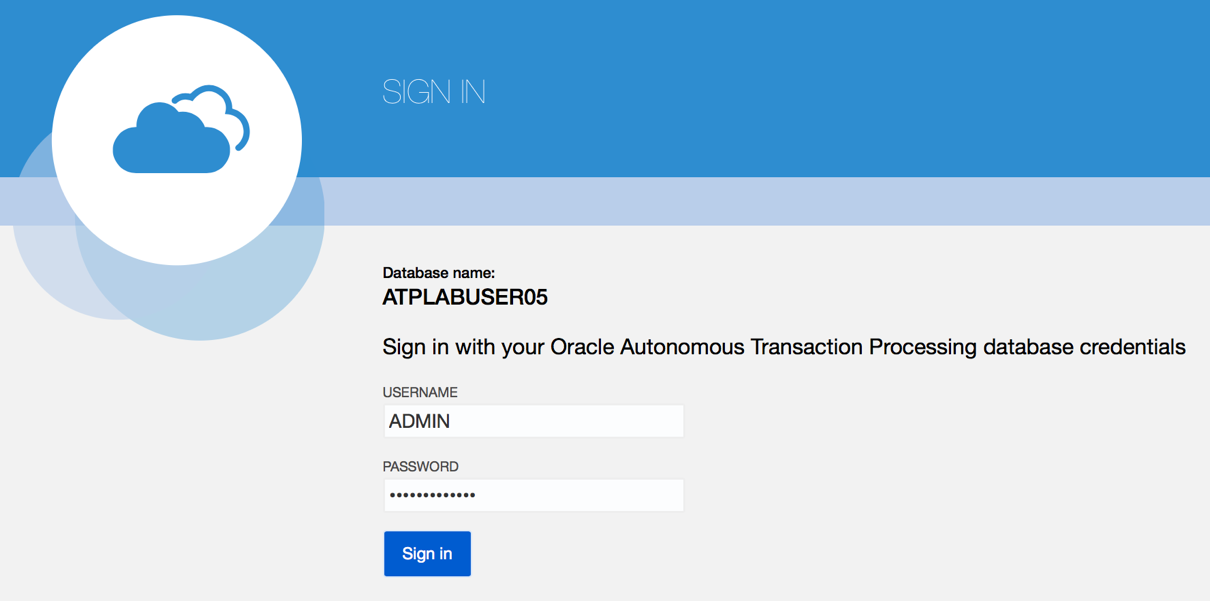 SIGN IN
Database name:
ATPLABUSER05
Sign in with your Oracle Autonomous Transaction Processing database credentials
USERNAME
ADMIN
PASSWORD
•••••••••••••
Sign in